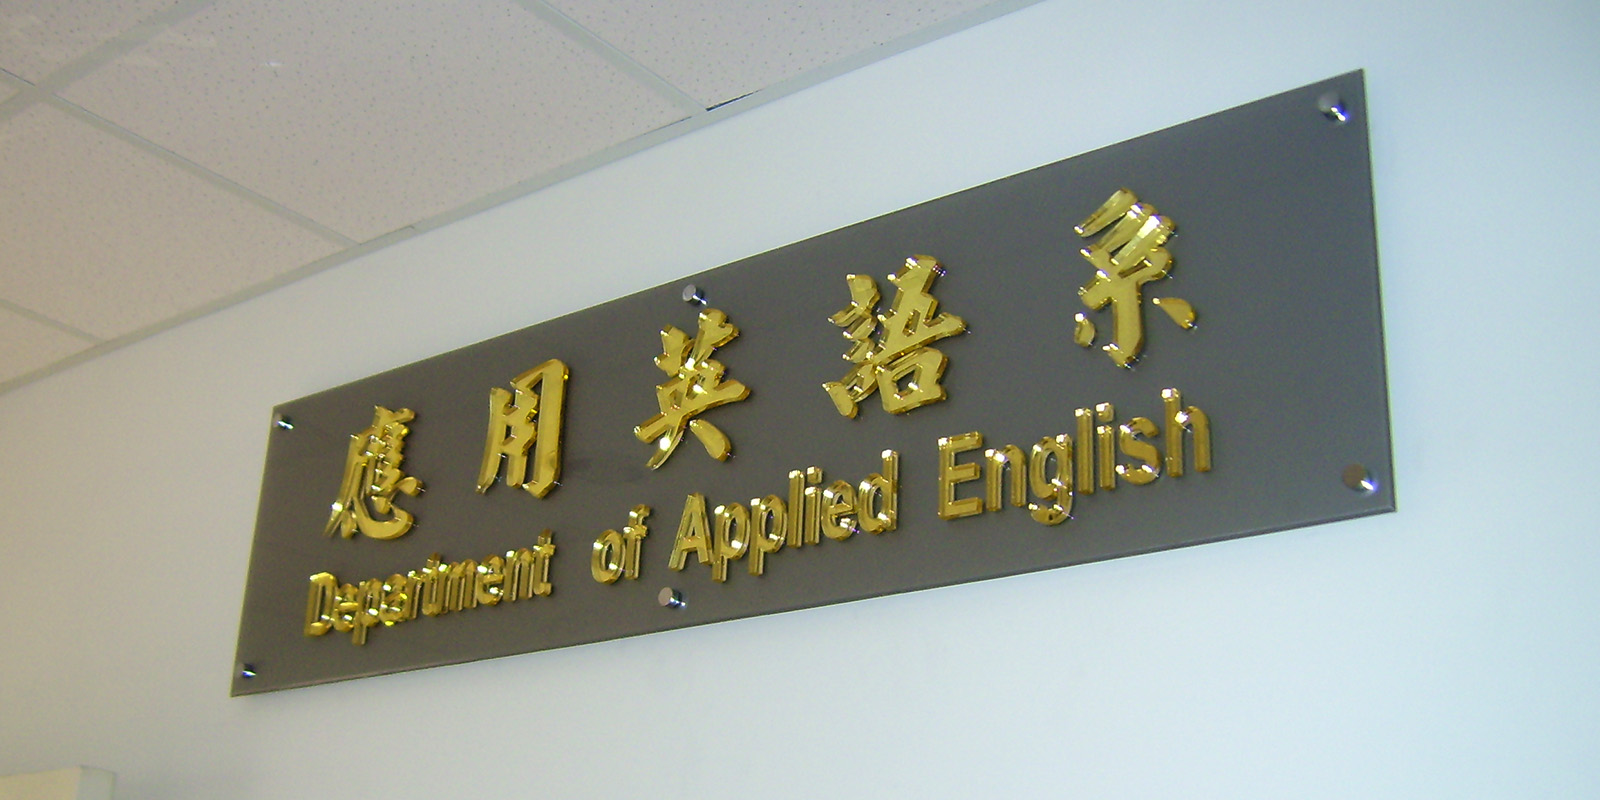 應用英語系
Department of Applied English